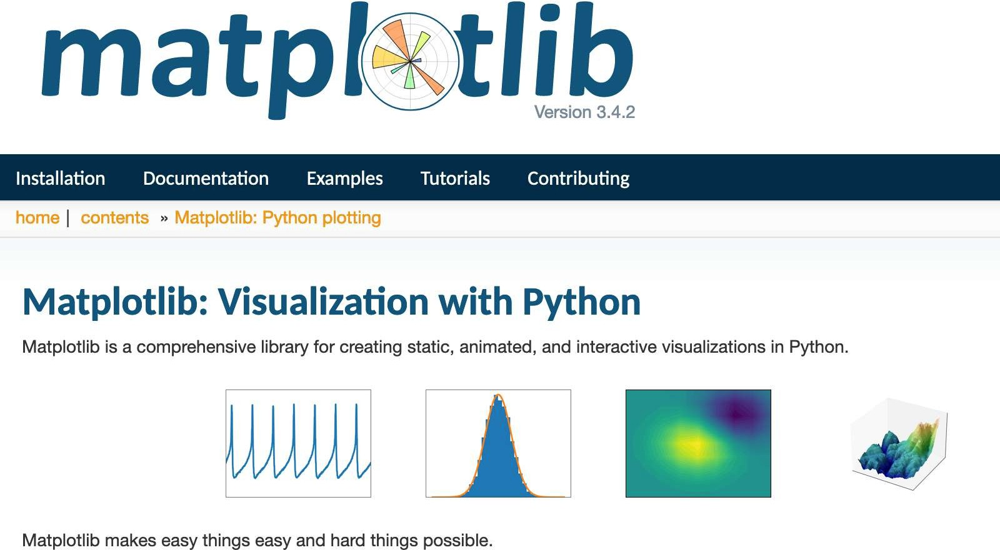 matplotlib
Version 3.4.2
Installation Documentation Examples Tutorials Contributing
home | contents » Matplotlib: Python plotting
Matplotlib: Visualization with Python
Matplotlib is a comprehensive library for creating static, animated, and interactive visualizations in Python.
Matplotlib makes easy things easy and hard things possible.